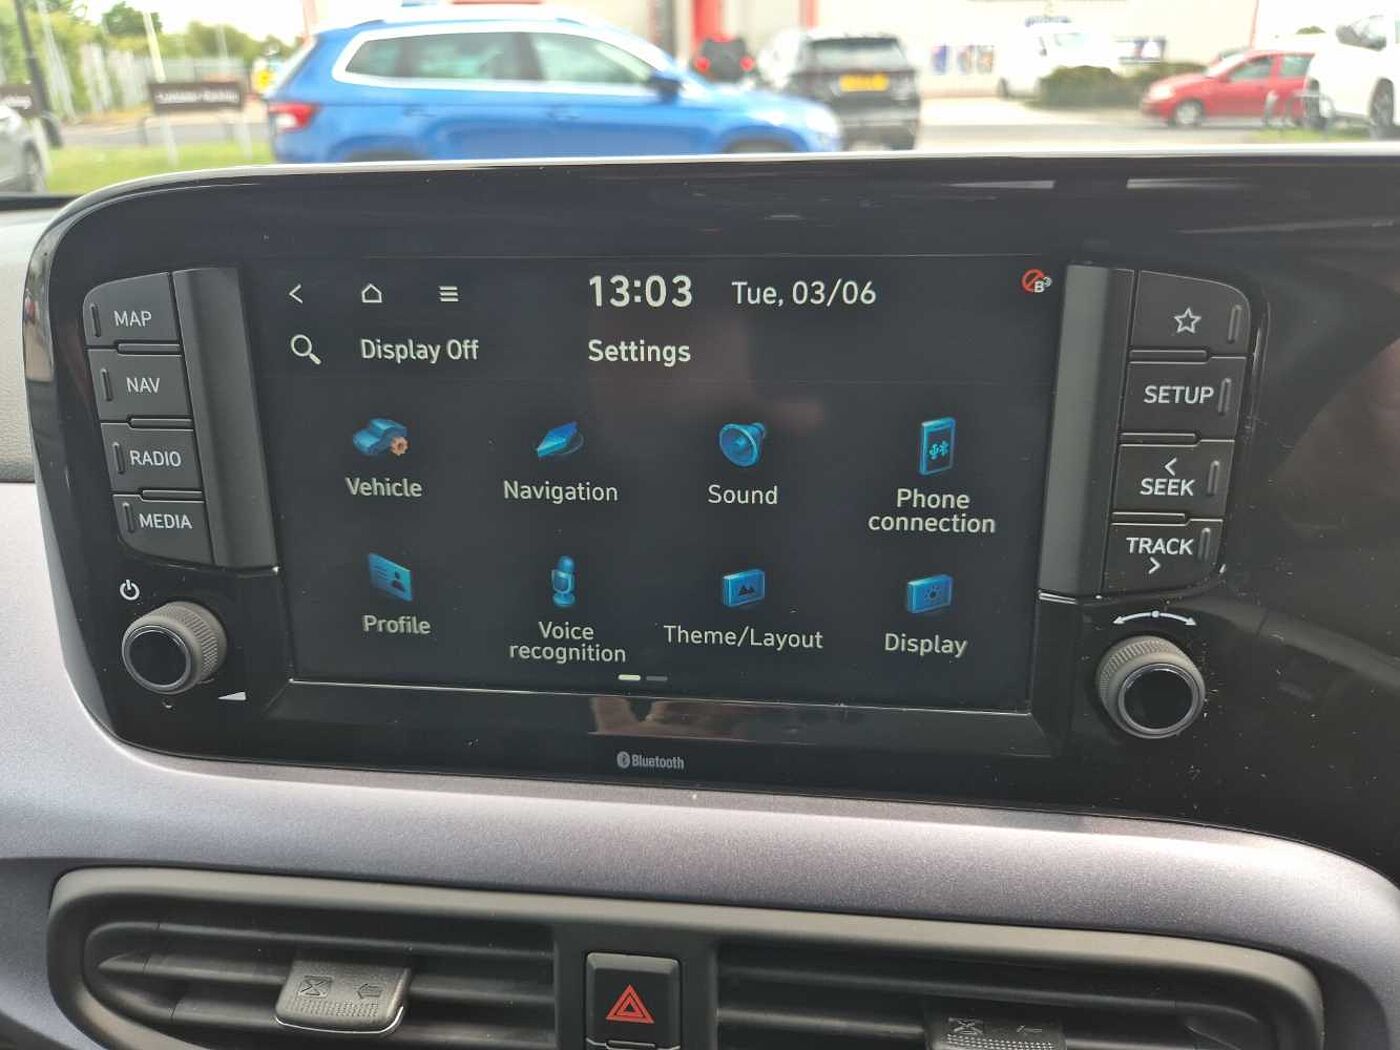 13:03
Tue, 03/06
Display Off
Settings
Vehicle
Navigation
Sound
Phone
connection
Profile
Voice
recognition
Theme/Layout
Display
MAP
NAV
RADIO
MEDIA
SETUP
<
SEEK
TRACK
>
Bluetooth